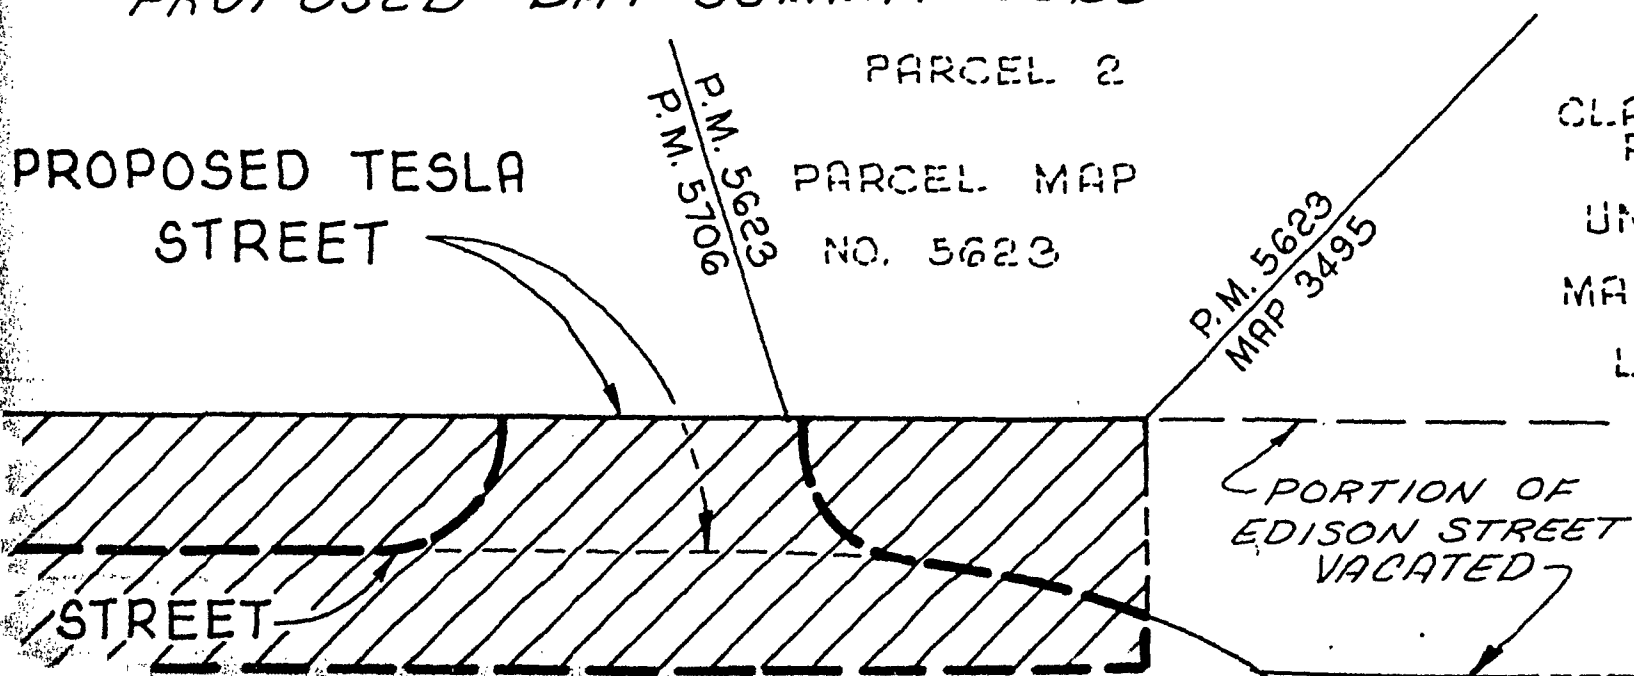 PROPOSED
PARCEL 2
PROPOSED TESLA
STREET
P.M. 5623
P.M. 5706
PARCEL MAP
NO. 5623
P.M. 5623
MAP 3495
PORTION OF
EDISON STREET
VACATED
STREET